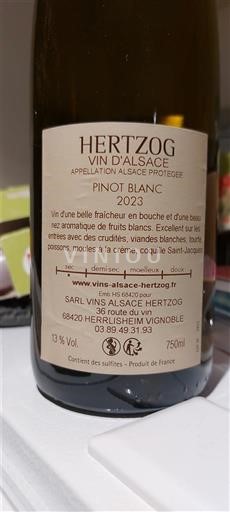 HERTZOG
VIN D'ALSACE
APPELLATION ALSACE PROTEGEE
PINOT BLANC
2023
Vin d'une belle fraîcheur en bouche et d'une beau
nez aromatique de fruits blancs. Excellent sur les
entrées avec des crudités, viandes blanches, tourte,
poissons, moules à la crème, coquille Saint-Jacques
sec demi-sec moelleux doux
www.vins-alsace-hertzog.fr
Emb HS 68420 pour
SARL VINS ALSACE HERTZOG
36 route du vin
68420 HERRLISHEIM VIGNOBLE
03 89.49.31.93
13 % Vol. 750ml
Contient des sulfites - Produit de France
VINTIQ